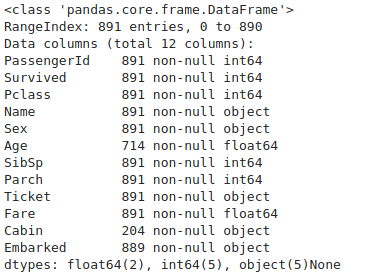 <class 'pandas.core.frame.DataFrame'>
RangeIndex: 891 entries, 0 to 890
Data columns (total 12 columns):
PassengerId    891 non-null int64
Survived       891 non-null int64
Pclass         891 non-null int64
Name           891 non-null object
Sex            891 non-null object
Age            714 non-null float64
SibSp          891 non-null int64
Parch          891 non-null int64
Ticket         891 non-null object
Fare           891 non-null float64
Cabin          204 non-null object
Embarked       889 non-null object
dtypes: float64(2), int64(5), object(5)None